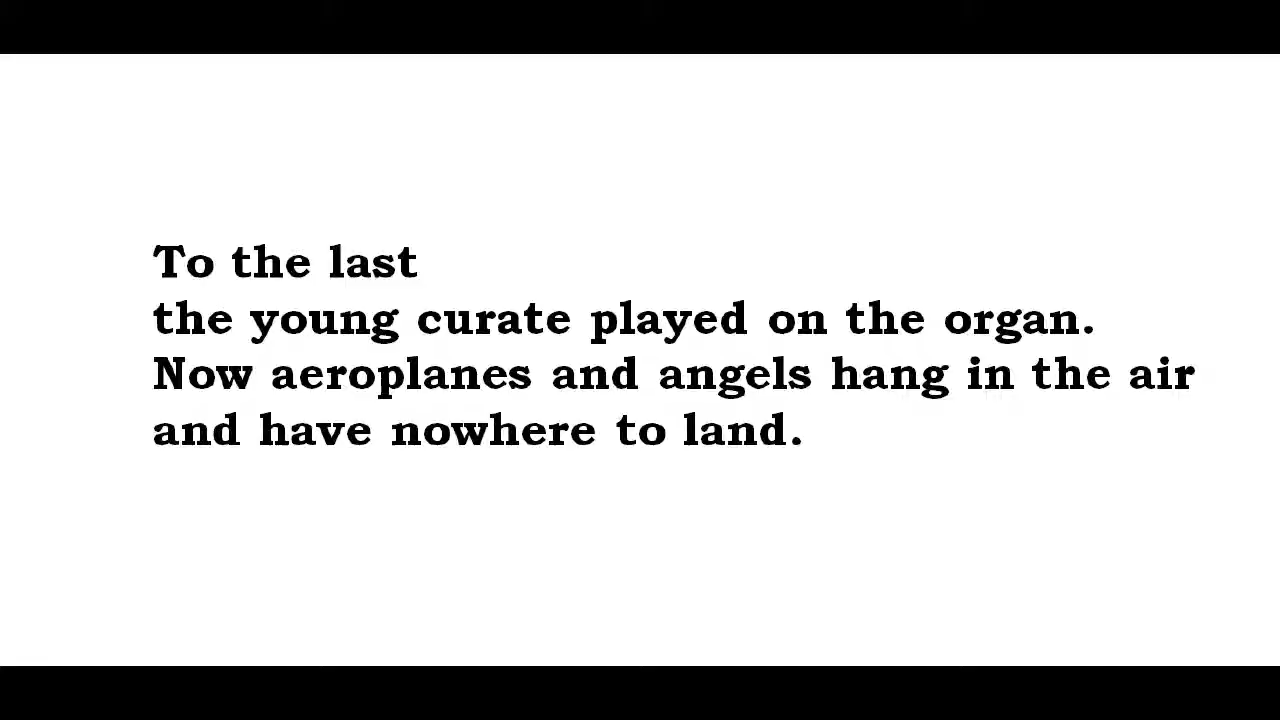 To the last
the young curate played on the organ.
Now aeroplanes and angels hang in the air
and have nowhere to land.